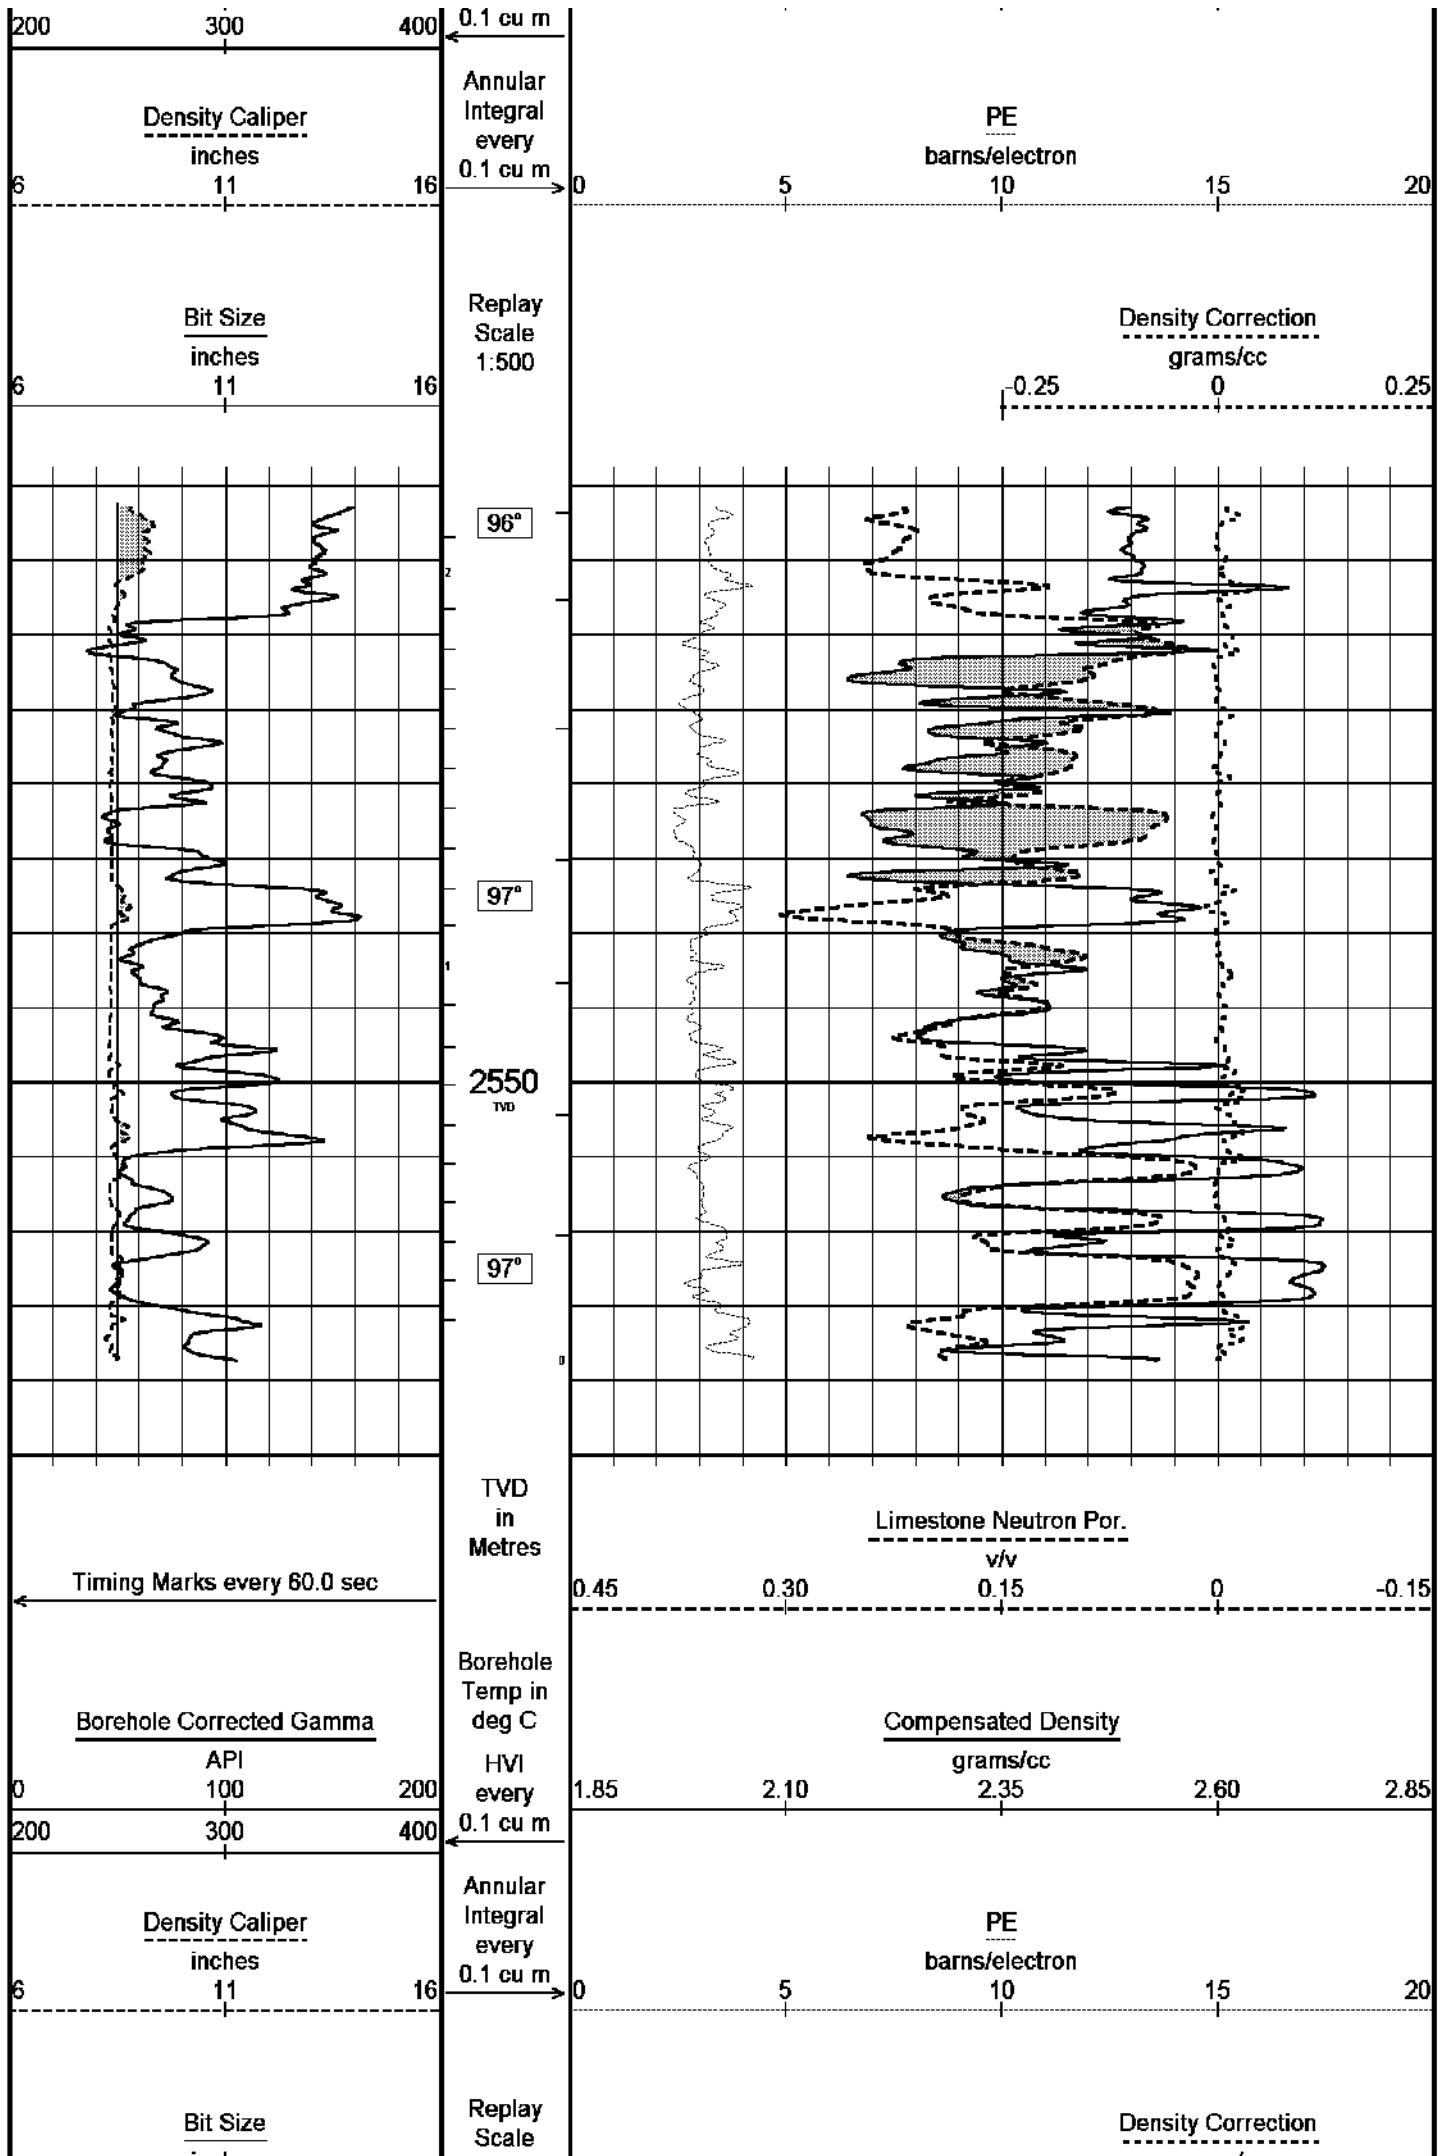 200 300 400
0.1 cu m
Density Caliper
inches
6 11 16
Annular
Integral
every
0.1 cu m
PE
barns/electron
0 5 10 15 20
Bit Size
inches
6 11 16
Replay
Scale
1:500
Density Correction
grams/cc
-0.25 0 0.25
96°
2
97°
1
2550
TVD
97°
0
TVD
in
Metres
Limestone Neutron Por.
v/v
0.45 0.30 0.15 0 -0.15
Timing Marks every 60.0 sec
Borehole
Temp in
deg C
Borehole Corrected Gamma
API
0 100 200
200 300 400
HVI
every
0.1 cu m
Compensated Density
grams/cc
1.85 2.10 2.35 2.60 2.85
Density Caliper
inches
6 11 16
Annular
Integral
every
0.1 cu m
PE
barns/electron
0 5 10 15 20
Bit Size
Replay
Scale
Density Correction